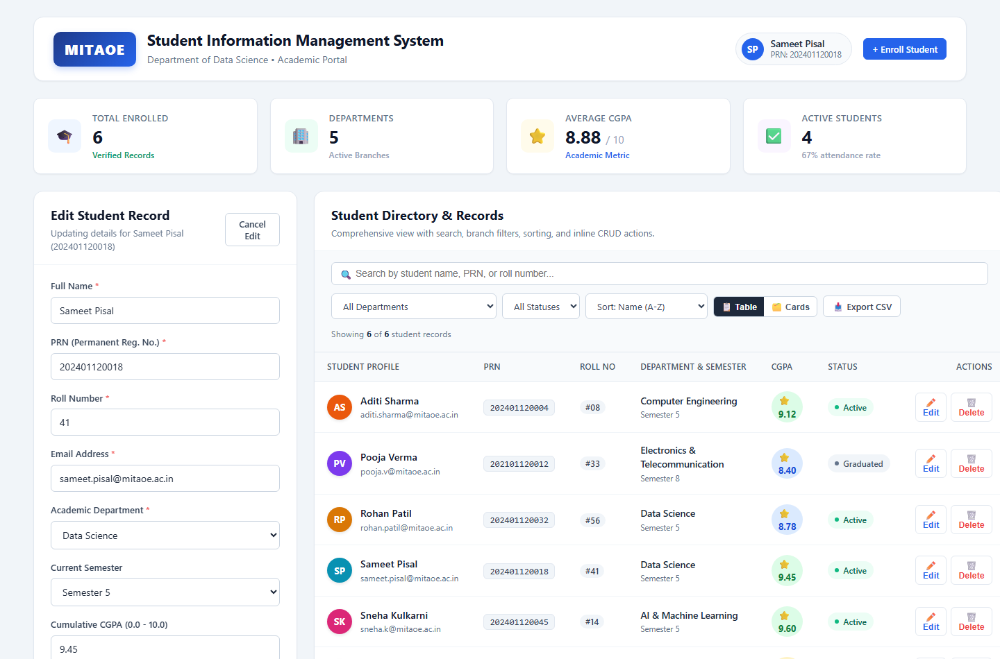 MITAOE
Student Information Management System
Department of Data Science • Academic Portal
SP
Sameet Pisal
PRN: 202401120018
+ Enroll Student
TOTAL ENROLLED
6
Verified Records
DEPARTMENTS
5
Active Branches
AVERAGE CGPA
8.88 / 10
Academic Metric
ACTIVE STUDENTS
4
67% attendance rate
Edit Student Record
Updating details for Sameet Pisal
(202401120018)
Cancel
Edit
Full Name *
Sameet Pisal
PRN (Permanent Reg. No.) *
202401120018
Roll Number *
41
Email Address *
sameet.pisal@mitaoe.ac.in
Academic Department *
Data Science
Current Semester
Semester 5
Cumulative CGPA (0.0 - 10.0)
9.45
Student Directory & Records
Comprehensive view with search, branch filters, sorting, and inline CRUD actions.
Search by student name, PRN, or roll number...
All Departments
All Statuses
Sort: Name (A-Z)
Table
Cards
Export CSV
Showing 6 of 6 student records
STUDENT PROFILE PRN ROLL NO DEPARTMENT & SEMESTER CGPA STATUS ACTIONS
AS
Aditi Sharma
aditi.sharma@mitaoe.ac.in
202401120004
#08
Computer Engineering
Semester 5
9.12
Active
Edit
Delete
PV
Pooja Verma
pooja.v@mitaoe.ac.in
202101120012
#33
Electronics &
Telecommunication
Semester 8
8.40
Graduated
Edit
Delete
RP
Rohan Patil
rohan.patil@mitaoe.ac.in
202401120032
#56
Data Science
Semester 5
8.78
Active
Edit
Delete
SP
Sameet Pisal
sameet.pisal@mitaoe.ac.in
202401120018
#41
Data Science
Semester 5
9.45
Active
Edit
Delete
SK
Sneha Kulkarni
sneha.k@mitaoe.ac.in
202401120045
#14
AI & Machine Learning
Semester 5
9.60
Active
Edit
Delete